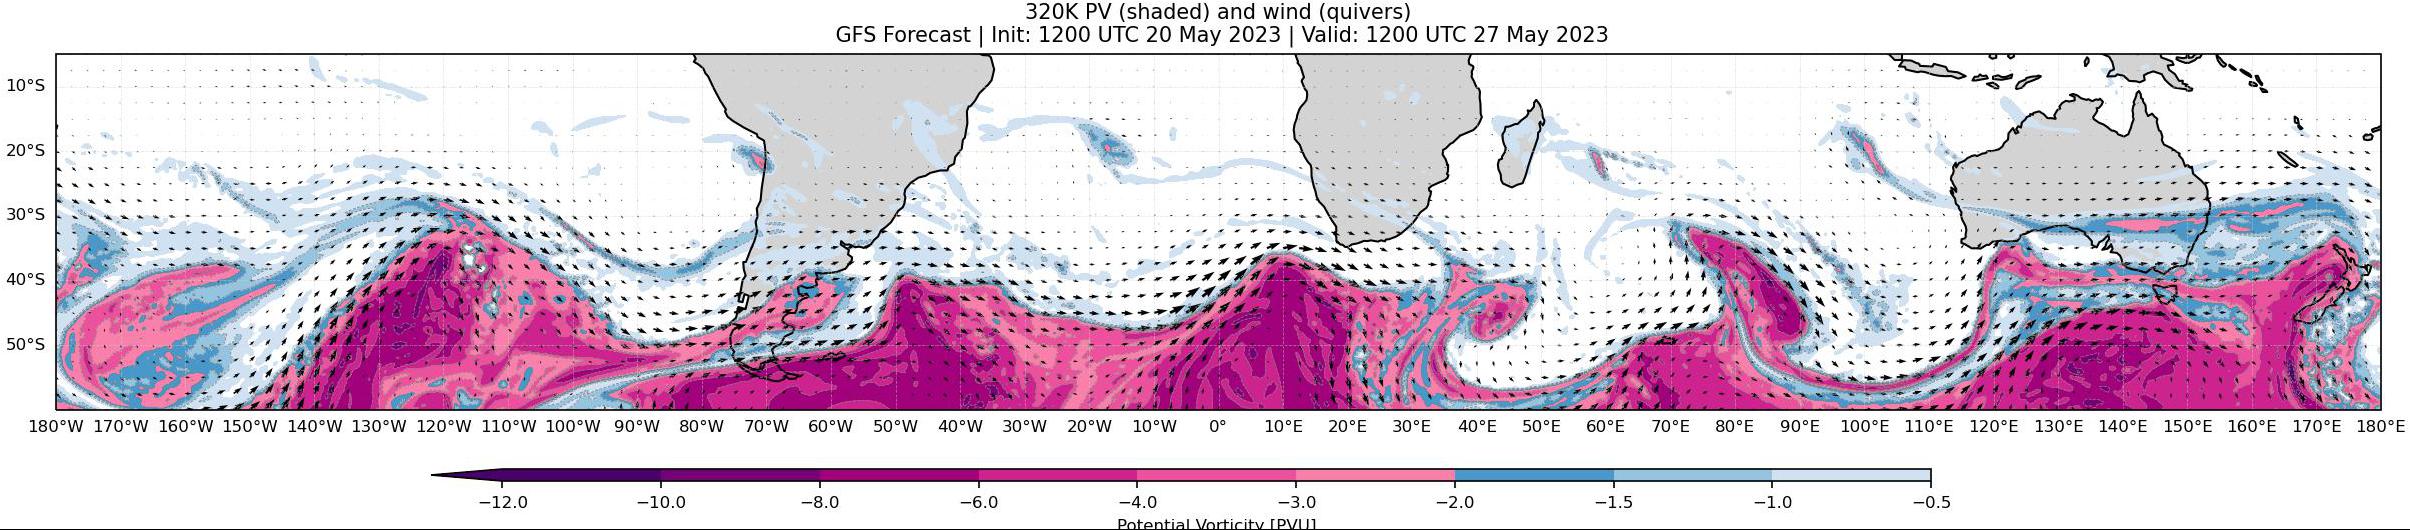 320K PV (shaded) and wind (quivers)
GFS Forecast | Init: 1200 UTC 20 May 2023 | Valid: 1200 UTC 27 May 2023
10°S
20°S
30°S
40°S
50°S
180°W 170°W 160°W 150°W 140°W 130°W 120°W 110°W 100°W 90°W 80°W 70°W 60°W 50°W 40°W 30°W 20°W 10°W 0° 10°E 20°E 30°E 40°E 50°E 60°E 70°E 80°E 90°E 100°E 110°E 120°E 130°E 140°E 150°E 160°E 170°E 180°E
−12.0 −10.0 −8.0 −6.0 −4.0 −3.0 −2.0 −1.5 −1.0 −0.5
Potential Vorticity [PVU]